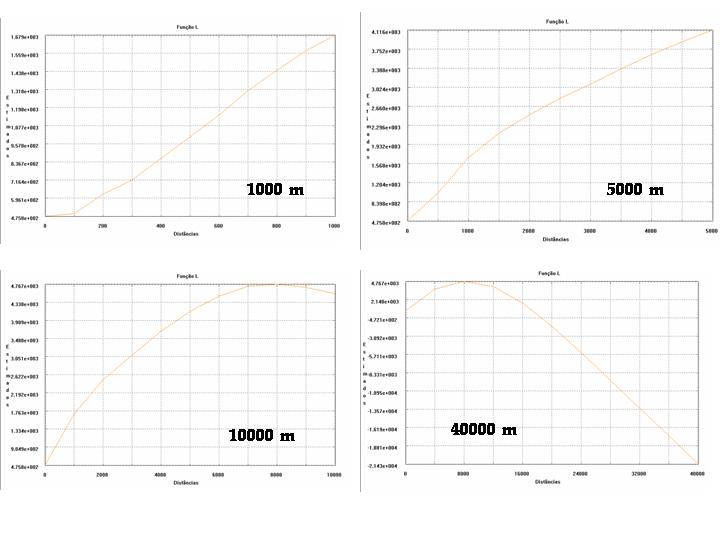 Função L
1.679e+003
1.559e+003
1.438e+003
1.318e+003
1.198e+003
1.077e+003
9.570e+002
8.367e+002
7.164e+002
5.961e+002
4.758e+002
Estimados
1000 m
0 200 400 600 800 1000
Distâncias
Função L
4.116e+003
3.752e+003
3.388e+003
3.024e+003
2.660e+003
2.296e+003
1.932e+003
1.568e+003
1.204e+003
8.398e+002
4.758e+002
Estimados
5000 m
0 1000 2000 3000 4000 5000
Distâncias
Função L
4.767e+003
4.338e+003
3.909e+003
3.480e+003
3.051e+003
2.622e+003
2.192e+003
1.763e+003
1.334e+003
9.049e+002
4.758e+002
Estimados
10000 m
0 2000 4000 6000 8000 10000
Distâncias
Função L
4.767e+003
2.148e+003
-4.721e+002
-3.092e+003
-5.711e+003
-8.331e+003
-1.095e+004
-1.357e+004
-1.619e+004
-1.881e+004
-2.143e+004
Estimados
40000 m
0 8000 16000 24000 32000 40000
Distâncias